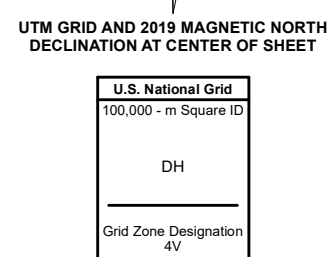 UTM GRID AND 2019 MAGNETIC NORTH
DECLINATION AT CENTER OF SHEET
U.S. National Grid
100,000 - m Square ID
DH
Grid Zone Designation
4V